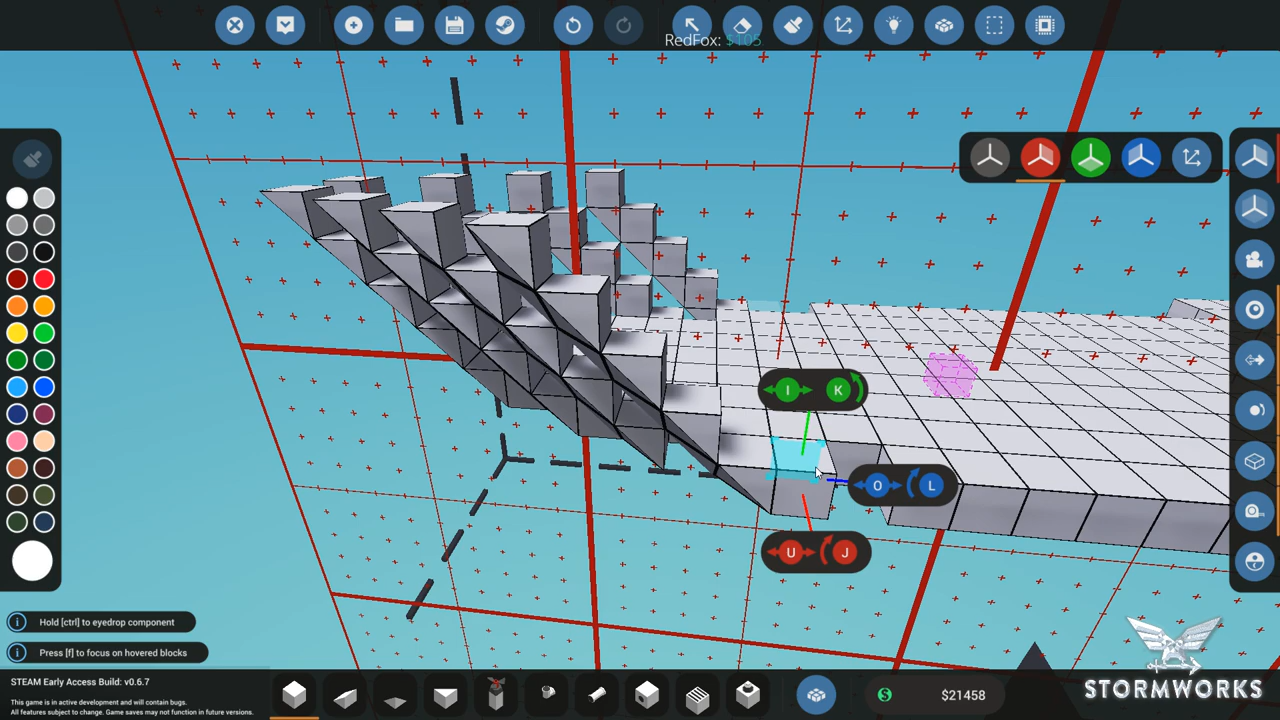 RedFox: $105
I K
O L
U J
Hold [ctrl] to eyedrop component
Press [f] to focus on hovered blocks
STEAM Early Access Build: v0.6.7
This game is in active development and will contain bugs.
All features subject to change. Game saves may not function in future versions.
$ $21458
STORMWORKS